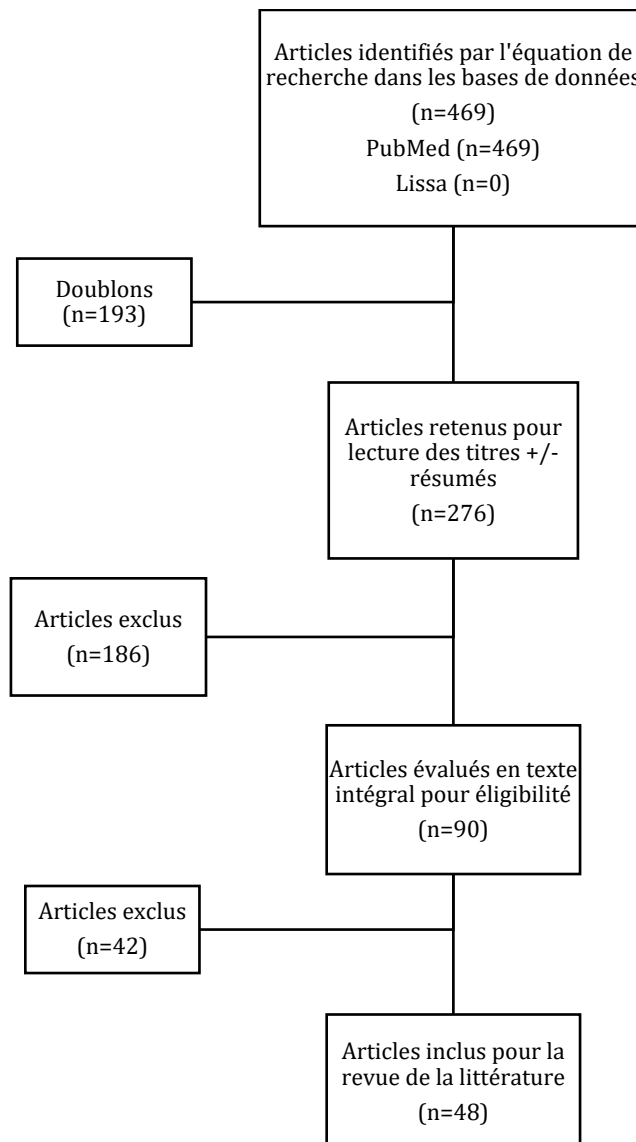 Articles identifiés par l'équation de
recherche dans les bases de données
(n=469)
PubMed (n=469)
Lissa (n=0)
Doublons
(n=193)
Articles retenus pour
lecture des titres +/-
résumés
(n=276)
Articles exclus
(n=186)
Articles évalués en texte
intégral pour éligibilité
(n=90)
Articles exclus
(n=42)
Articles inclus pour la
revue de la littérature
(n=48)